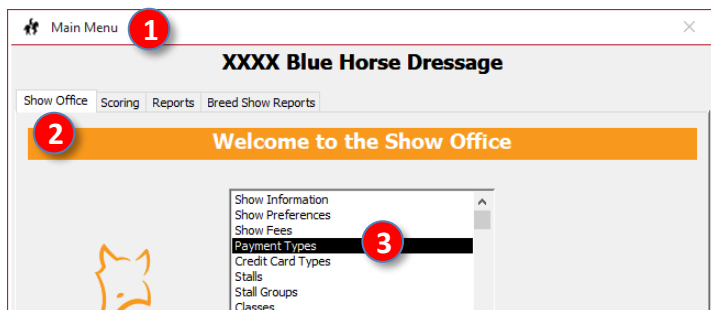 Main Menu 1
XXXX Blue Horse Dressage
Show Office Scoring Reports Breed Show Reports
2
Welcome to the Show Office
Show Information
Show Preferences
Show Fees
Payment Types 3
Credit Card Types
Stalls
Stall Groups
Classes